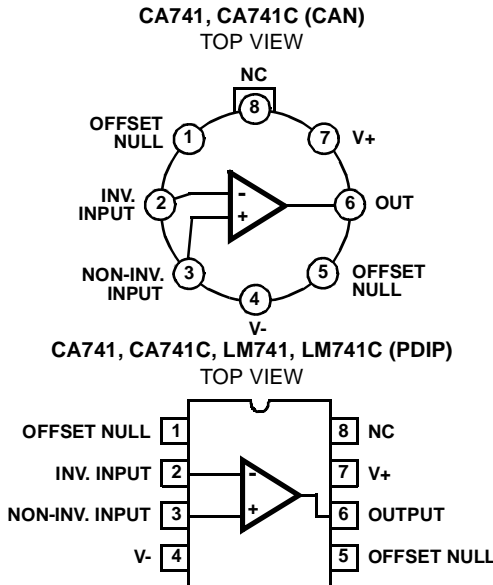 CA741, CA741C (CAN)
TOP VIEW
NC
8
OFFSET
NULL
1
7
V+
INV.
INPUT
2
-
+
6
OUT
NON-INV.
INPUT
3
5
OFFSET
NULL
4
V-
CA741, CA741C, LM741, LM741C (PDIP)
TOP VIEW
OFFSET NULL 1
8 NC
INV. INPUT 2
-
7 V+
NON-INV. INPUT 3
+
6 OUTPUT
V- 4
5 OFFSET NULL